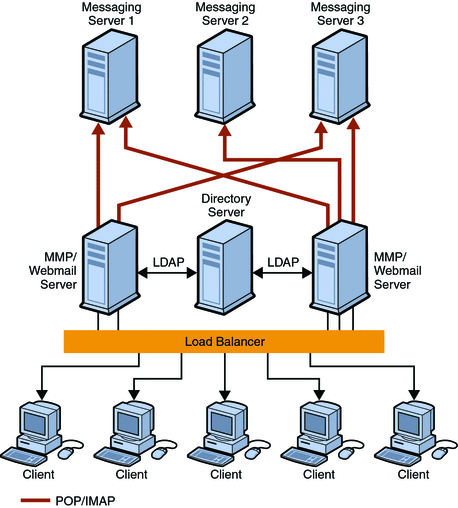 Messaging Server 1
Messaging Server 2
Messaging Server 3
Directory Server
MMP/ Webmail Server
LDAP
LDAP
MMP/ Webmail Server
Load Balancer
Client
Client
Client
Client
Client
POP/IMAP